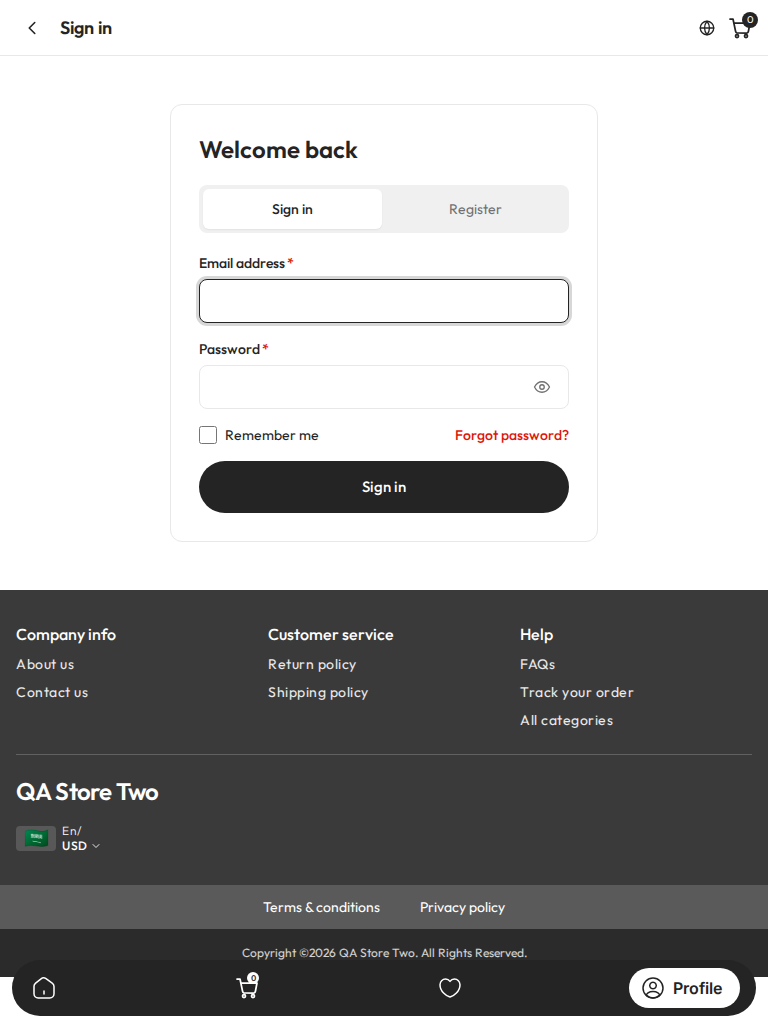 Sign in
0
Welcome back
Sign in
Register
Email address *
Password *
Remember me
Forgot password?
Sign in
Company info
About us
Contact us
Customer service
Return policy
Shipping policy
Help
FAQs
Track your order
All categories
QA Store Two
En/
USD
Terms & conditions
Privacy policy
Copyright ©2026 QA Store Two. All Rights Reserved.
0
Profile